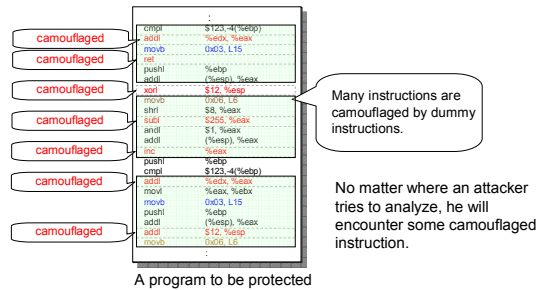 :
cmpl $123,-4(%ebp)
camouflaged addl %edx, %eax
movb 0x03, L15
camouflaged ret
pushl %ebp
addl (%esp), %eax
camouflaged xorl $12, %esp
movb 0x06, L6
shrl $8, %eax
camouflaged subl $255, %eax
andl $1, %eax
addl (%esp), %eax
camouflaged inc %eax
pushl %ebp
cmpl $123,-4(%ebp)
camouflaged addl %edx, %eax
movl %eax, %ebx
movb 0x03, L15
pushl %ebp
addl (%esp), %eax
camouflaged addl $12, %esp
movb 0x06, L6
:
Many instructions are
camouflaged by dummy
instructions.
No matter where an attacker
tries to analyze, he will
encounter some camouflaged
instruction.
A program to be protected